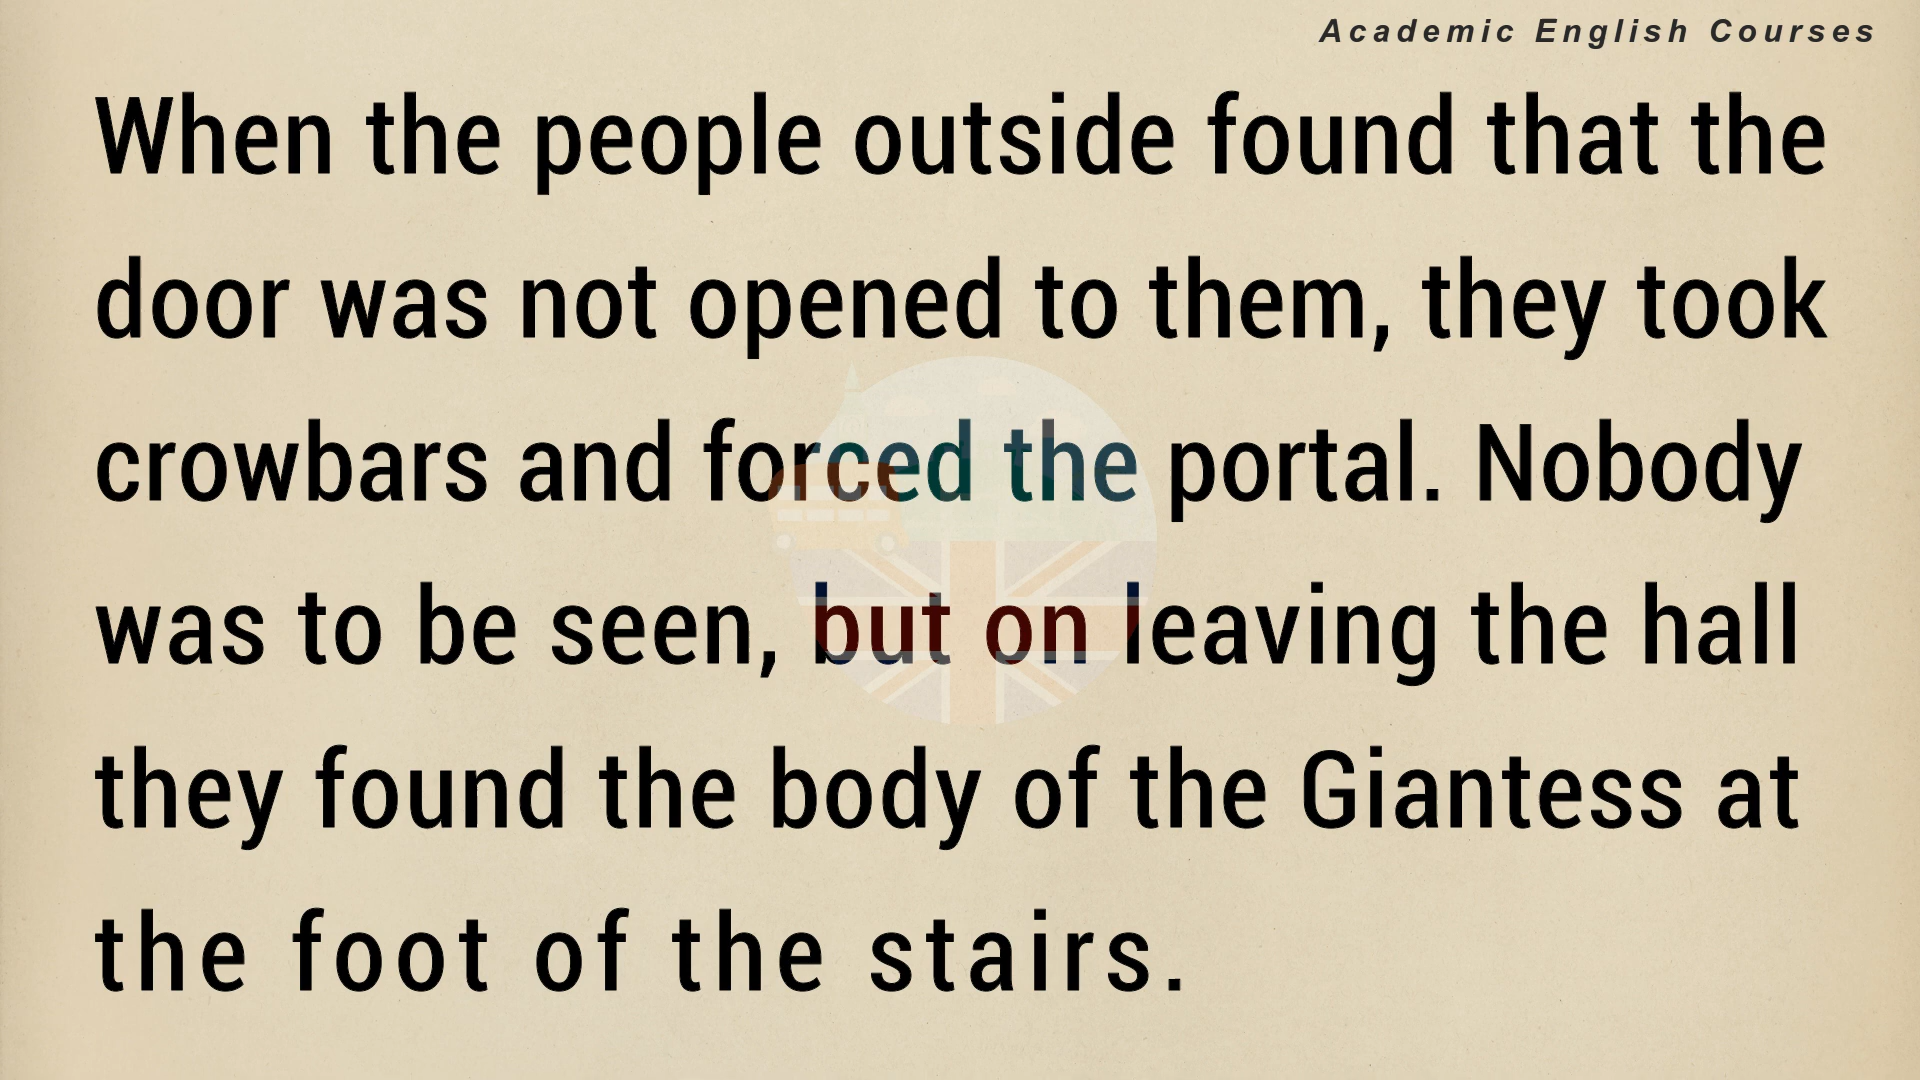 Academic English Courses
When the people outside found that the
door was not opened to them, they took
crowbars and forced the portal. Nobody
was to be seen, but on leaving the hall
they found the body of the Giantess at
the foot of the stairs.